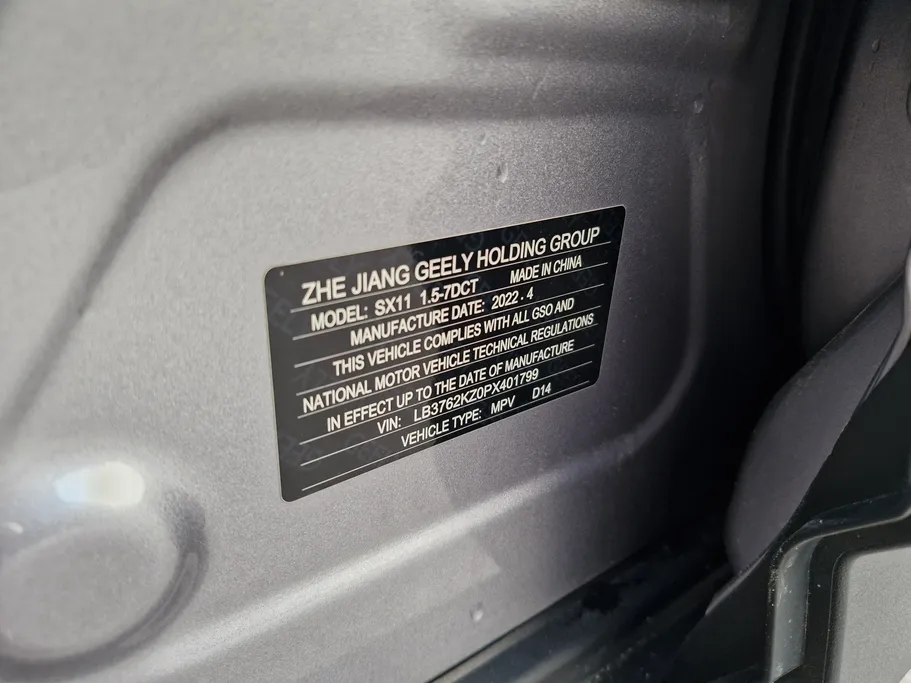 ZHE JIANG GEELY HOLDING GROUP
MODEL: SX11 1.5-7DCT MADE IN CHINA
MANUFACTURE DATE: 2022.4
THIS VEHICLE COMPLIES WITH ALL GSO AND
NATIONAL MOTOR VEHICLE TECHNICAL REGULATIONS
IN EFFECT UP TO THE DATE OF MANUFACTURE
VIN: LB3762KZ0PX401799
VEHICLE TYPE: MPV D14